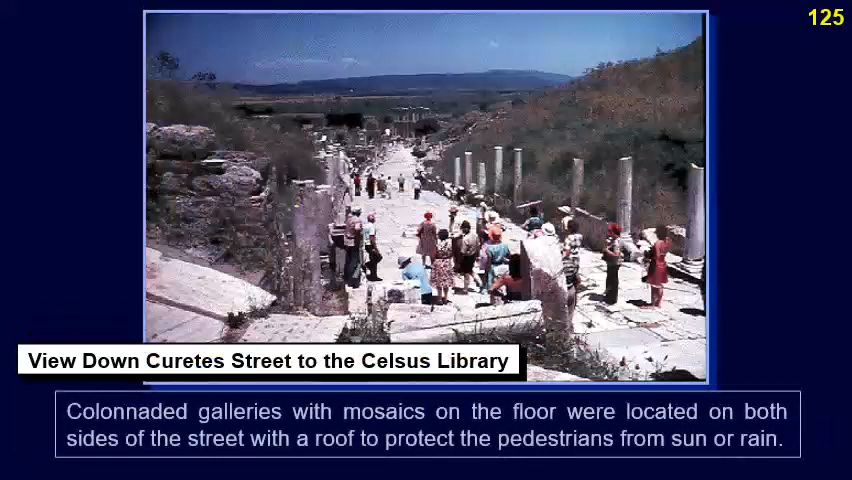 125
View Down Curetes Street to the Celsus Library
Colonnaded galleries with mosaics on the floor were located on both
sides of the street with a roof to protect the pedestrians from sun or rain.